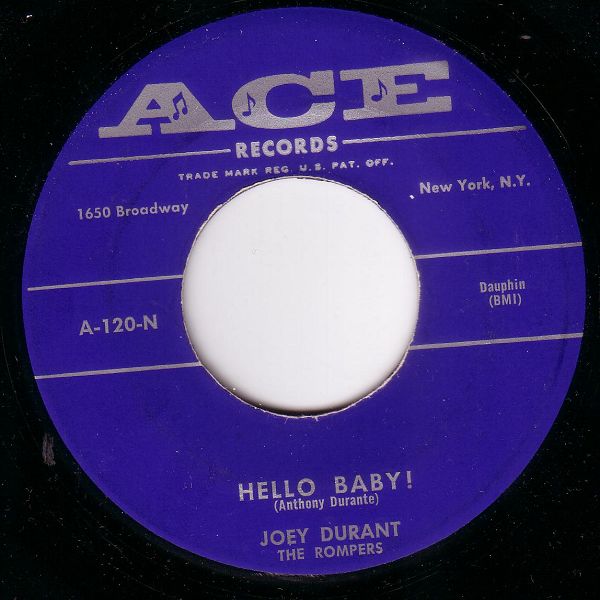 ACE
RECORDS
TRADE MARK REG. U.S. PAT. OFF.
1650 Broadway
New York, N.Y.
Dauphin
(BMI)
A-120-N
HELLO BABY!
(Anthony Durante)
JOEY DURANT
THE ROMPERS